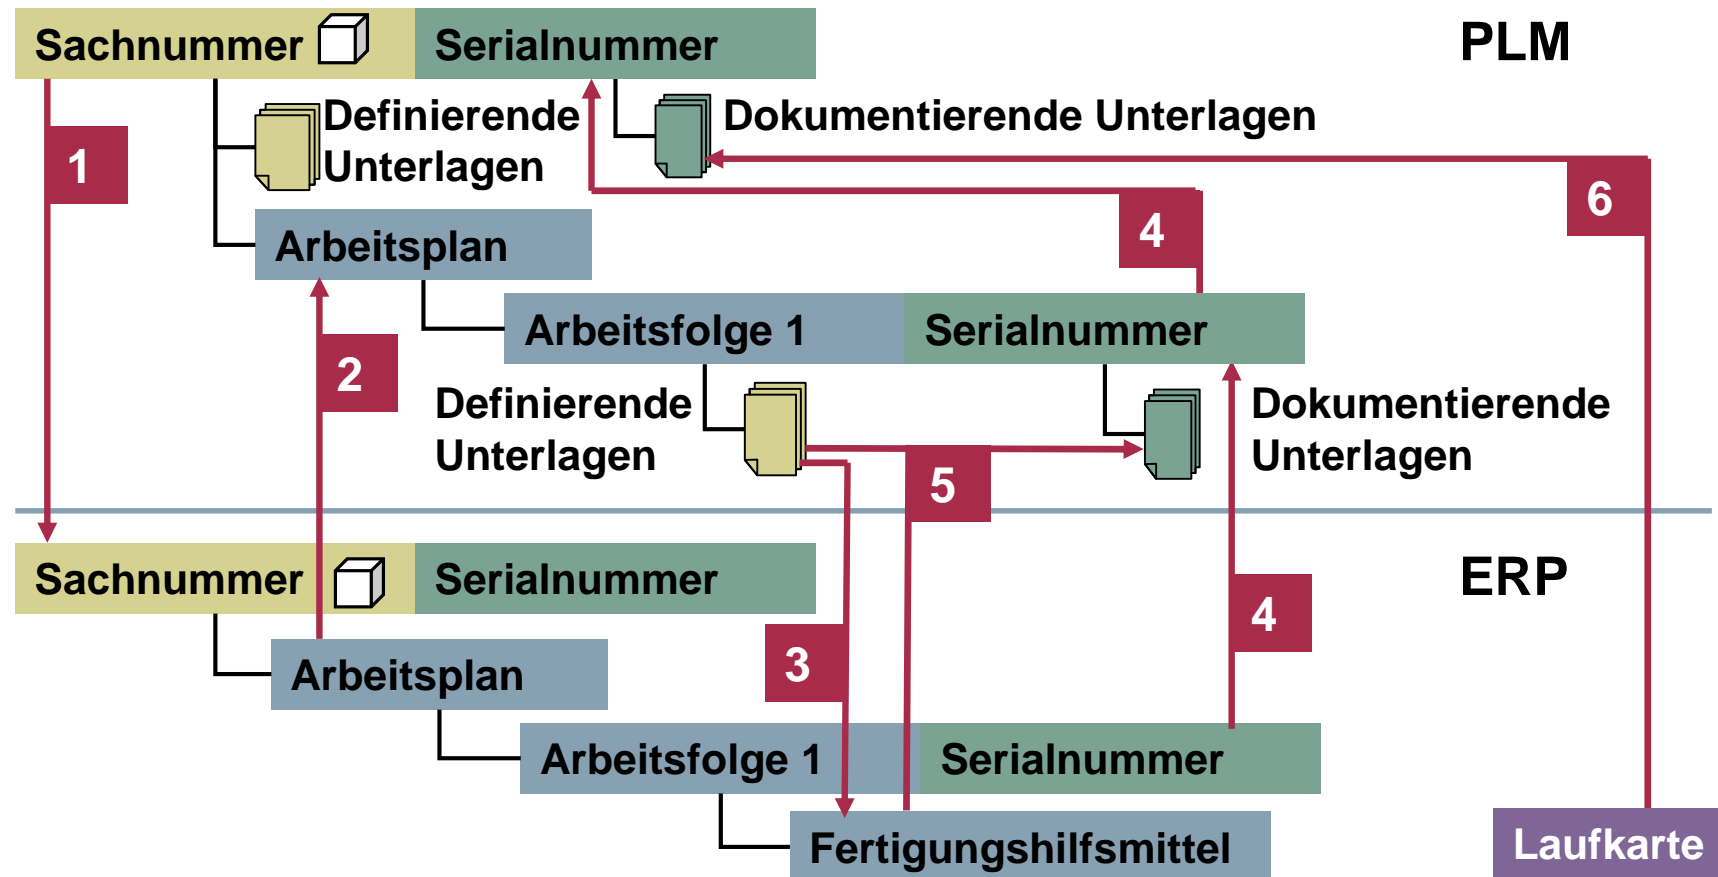 Sachnummer
Serialnummer
PLM
Definierende
Unterlagen
Dokumentierende Unterlagen
1
6
4
Arbeitsplan
Arbeitsfolge 1
Serialnummer
2
Definierende
Unterlagen
Dokumentierende
Unterlagen
5
Sachnummer
Serialnummer
ERP
4
3
Arbeitsplan
Arbeitsfolge 1
Serialnummer
Fertigungshilfsmittel
Laufkarte